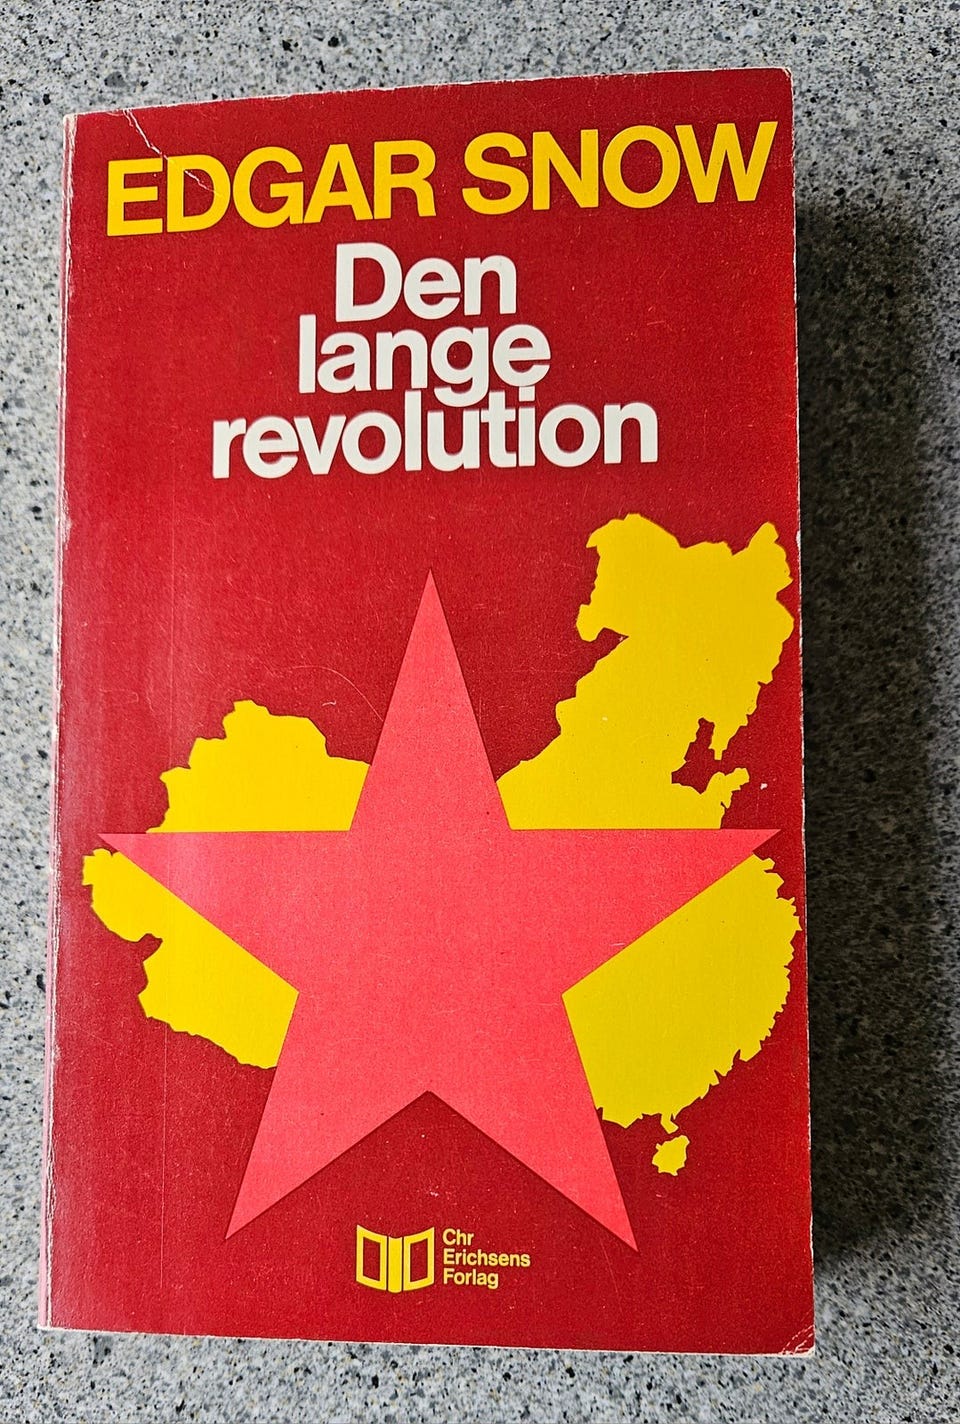 EDGAR SNOW
Den
lange
revolution
Chr
Erichsens
Forlag